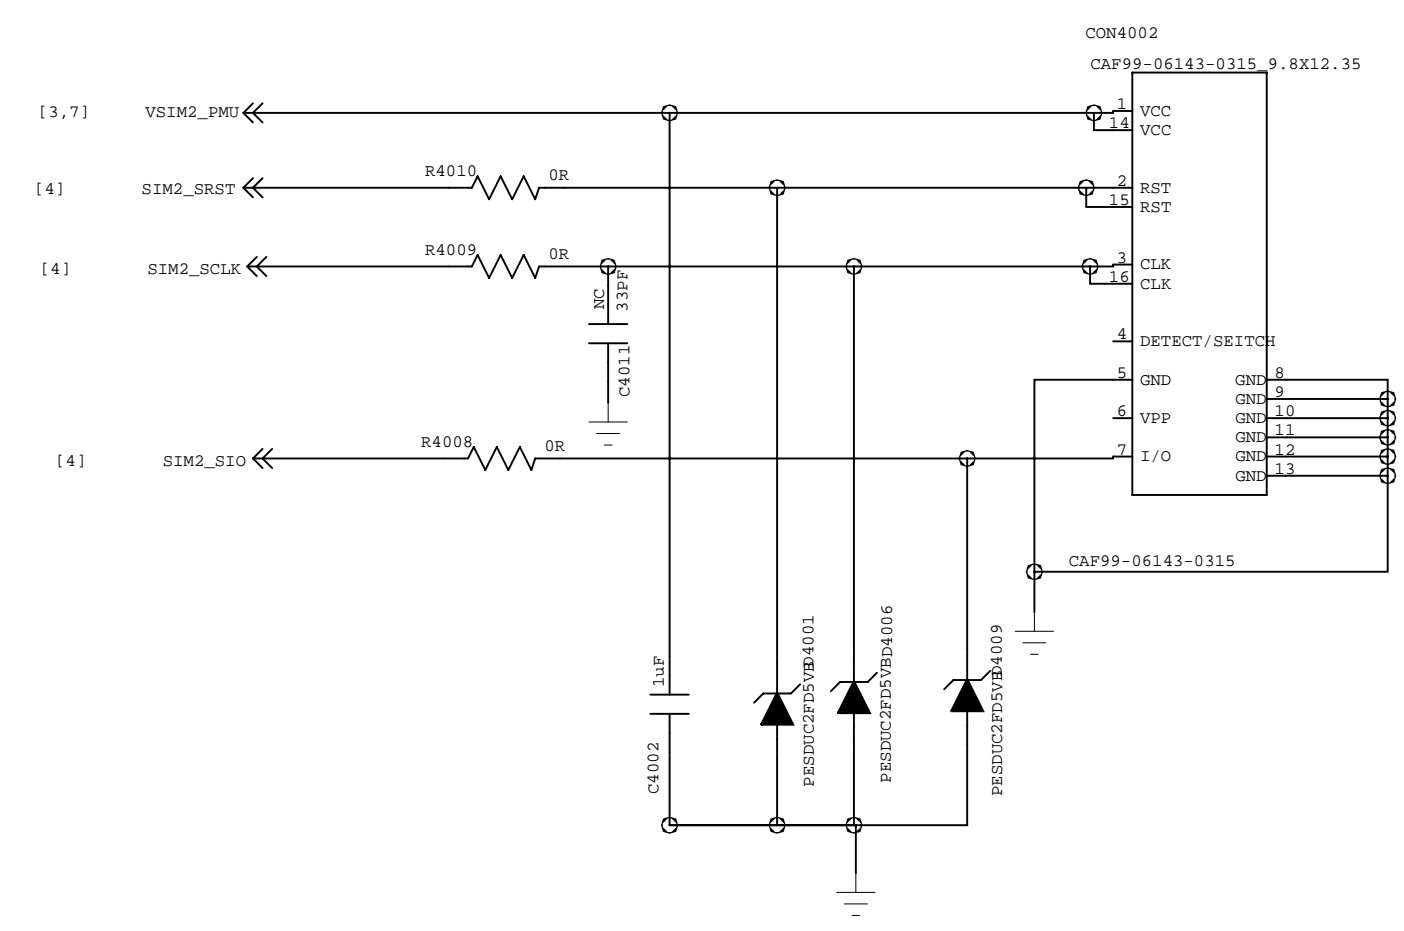 CON4002
CAF99-06143-0315_9.8X12.35
[3,7] VSIM2_PMU
1 VCC
14 VCC
[4] SIM2_SRST
R4010 0R
2 RST
15 RST
[4] SIM2_SCLK
R4009 0R
NC
33PF
C4011
3 CLK
16 CLK
4 DETECT/SEITCH
5 GND
GND 8
GND 9
6 VPP
GND 10
GND 11
[4] SIM2_SIO
R4008 0R
7 I/O
GND 12
GND 13
CAF99-06143-0315
1uF
C4002
PESDUC2FD5VB
D4001
PESDUC2FD5VB
D4006
PESDUC2FD5VB
D4009